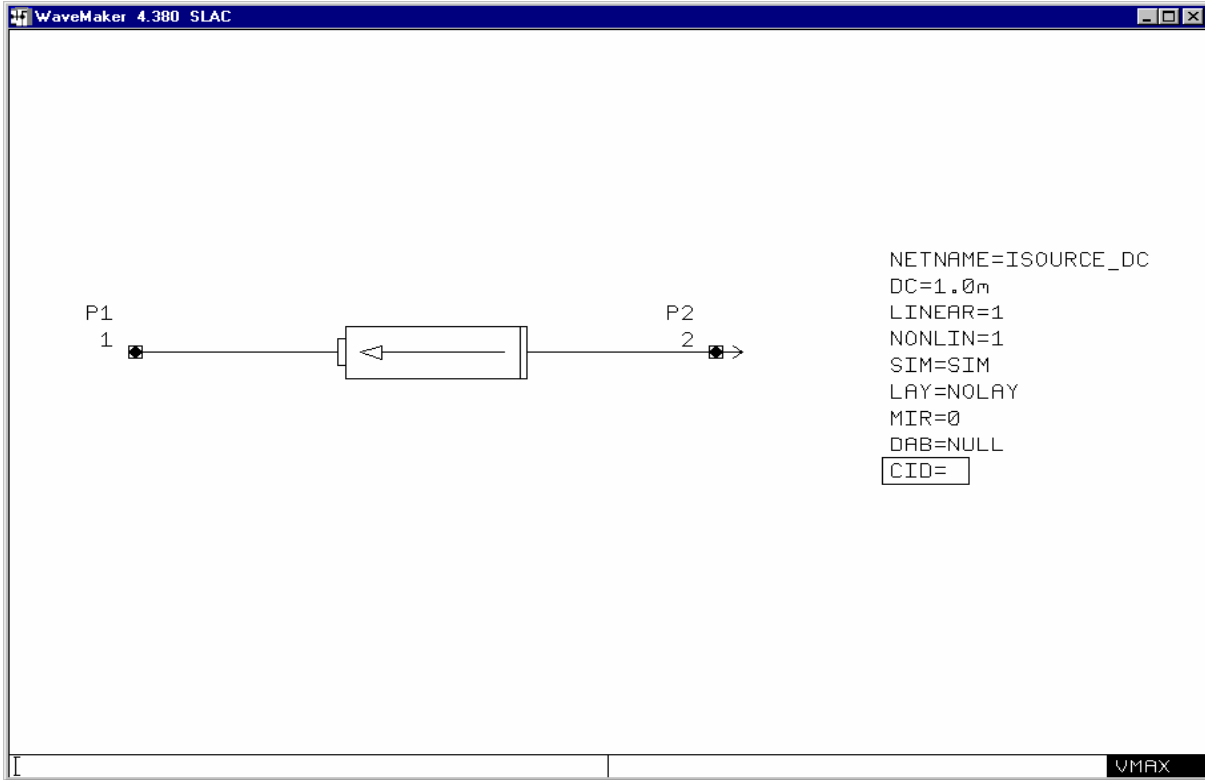 WaveMaker 4.380 SLAC
NETNAME=ISOURCE_DC
DC=1.0m
P1
P2
LINEAR=1
1
2
NONLIN=1
SIM=SIM
LAY=NOLAY
MIR=0
DAB=NULL
CID=
VMAX